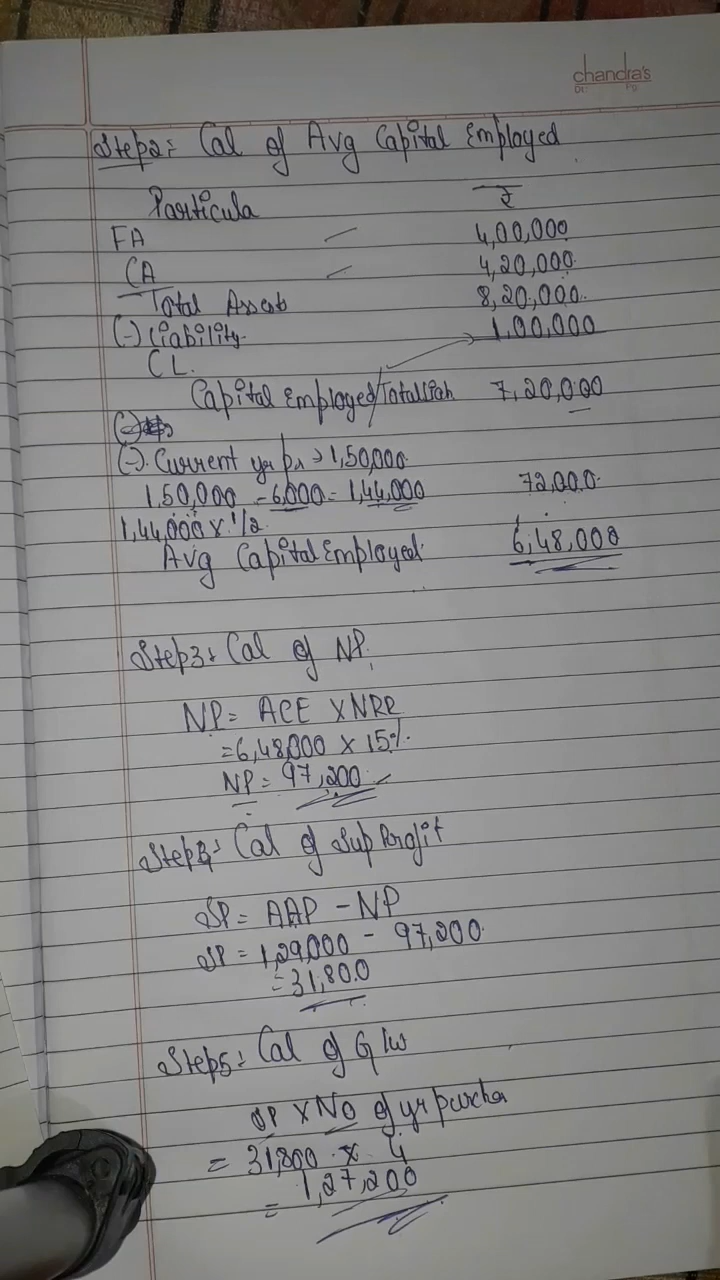 chandra's
Step2: Cal of Avg Capital Employed
Particula ₹
FA 4,00,000
CA 4,20,000
Total Assets 8,20,000
(-) Liability
CL. 1,00,000
Capital Employed/Total Liah 7,20,000
(-)
(-). Current yr pr > 1,50,000
1,50,000 - 6,000 = 1,44,000 72,000
1,44,000 x 1/2
Avg Capital Employed 6,48,000
Step3: Cal of NP.
NP = ACE X NRR
= 6,48,000 X 15%.
NP = 97,200
Step4: Cal of Sup Profit
SP = AAP - NP
SP = 1,29,000 - 97,200
= 31,800
Step5: Cal of G/w
SP X No of yr purcha
= 31,800 x 4
= 1,27,200